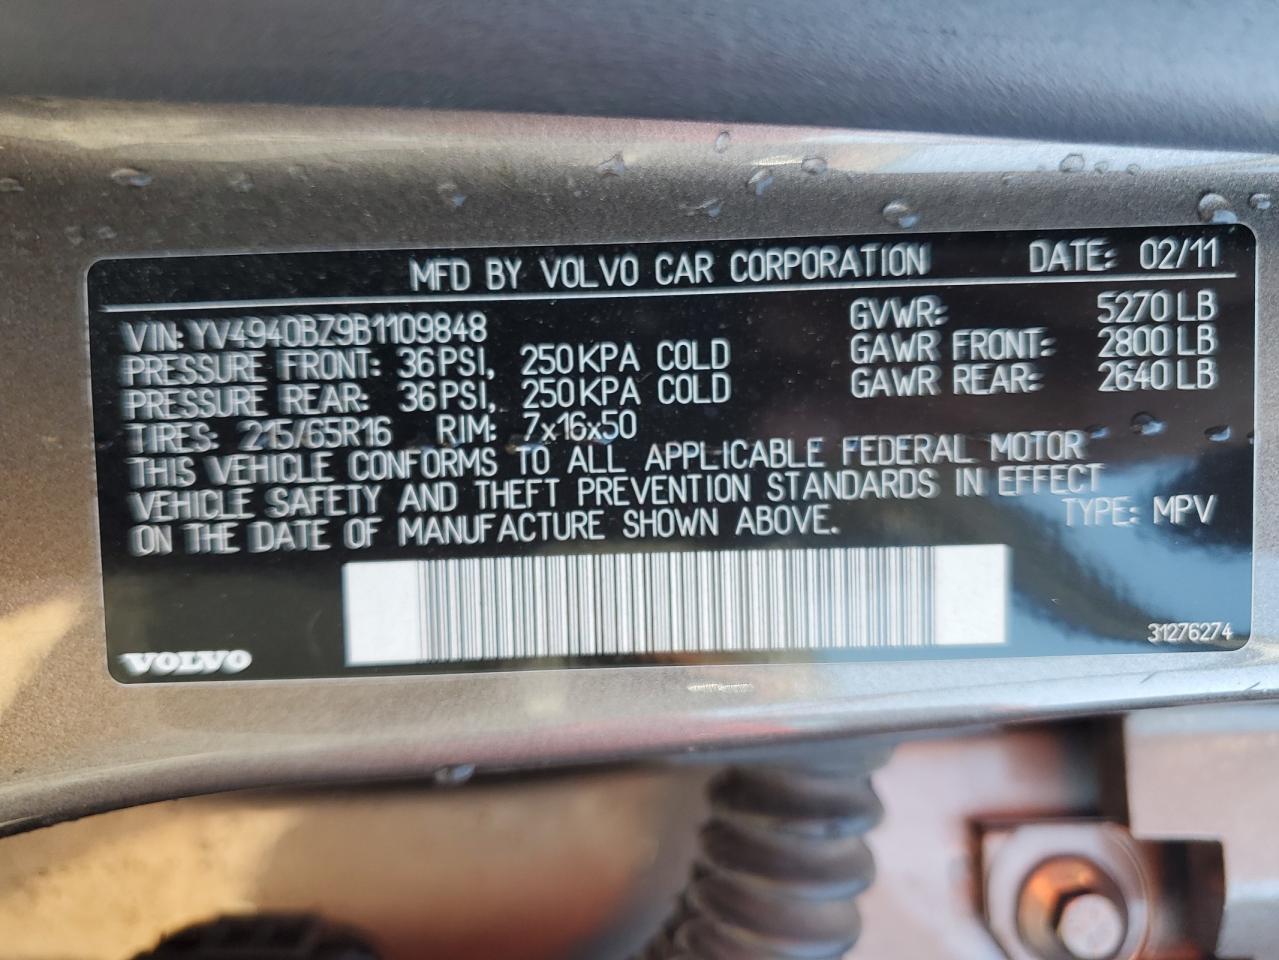 MFD BY VOLVO CAR CORPORATION DATE: 02/11
VIN: YV4940BZ9B1109848 GVWR: 5270 LB
PRESSURE FRONT: 36 PSI, 250 KPA COLD GAWR FRONT: 2800 LB
PRESSURE REAR: 36 PSI, 250 KPA COLD GAWR REAR: 2640 LB
TIRES: 215/65R16 RIM: 7x16x50
THIS VEHICLE CONFORMS TO ALL APPLICABLE FEDERAL MOTOR
VEHICLE SAFETY AND THEFT PREVENTION STANDARDS IN EFFECT
ON THE DATE OF MANUFACTURE SHOWN ABOVE. TYPE: MPV
VOLVO 31276274